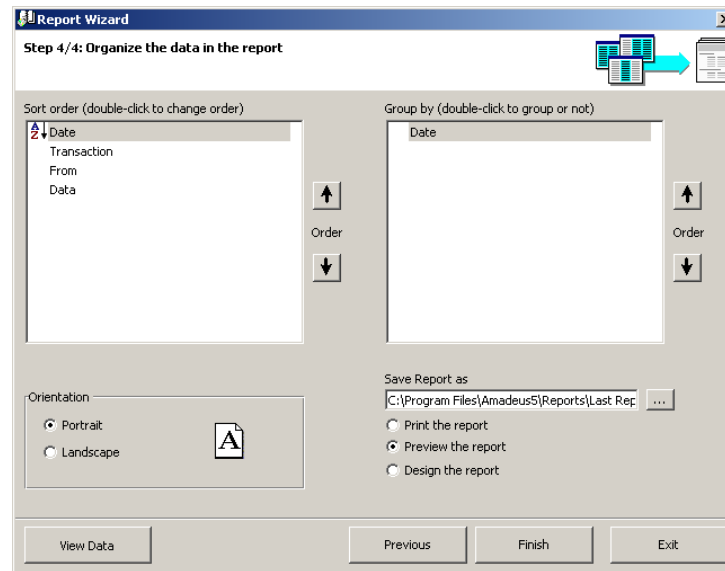 Report Wizard
Step 4/4: Organize the data in the report
Sort order (double-click to change order)
Date
Transaction
From
Data
Order
Group by (double-click to group or not)
Date
Order
Orientation
Portrait
Landscape
A
Save Report as
C:\Program Files\Amadeus5\Reports\Last Rep
...
Print the report
Preview the report
Design the report
View Data
Previous
Finish
Exit